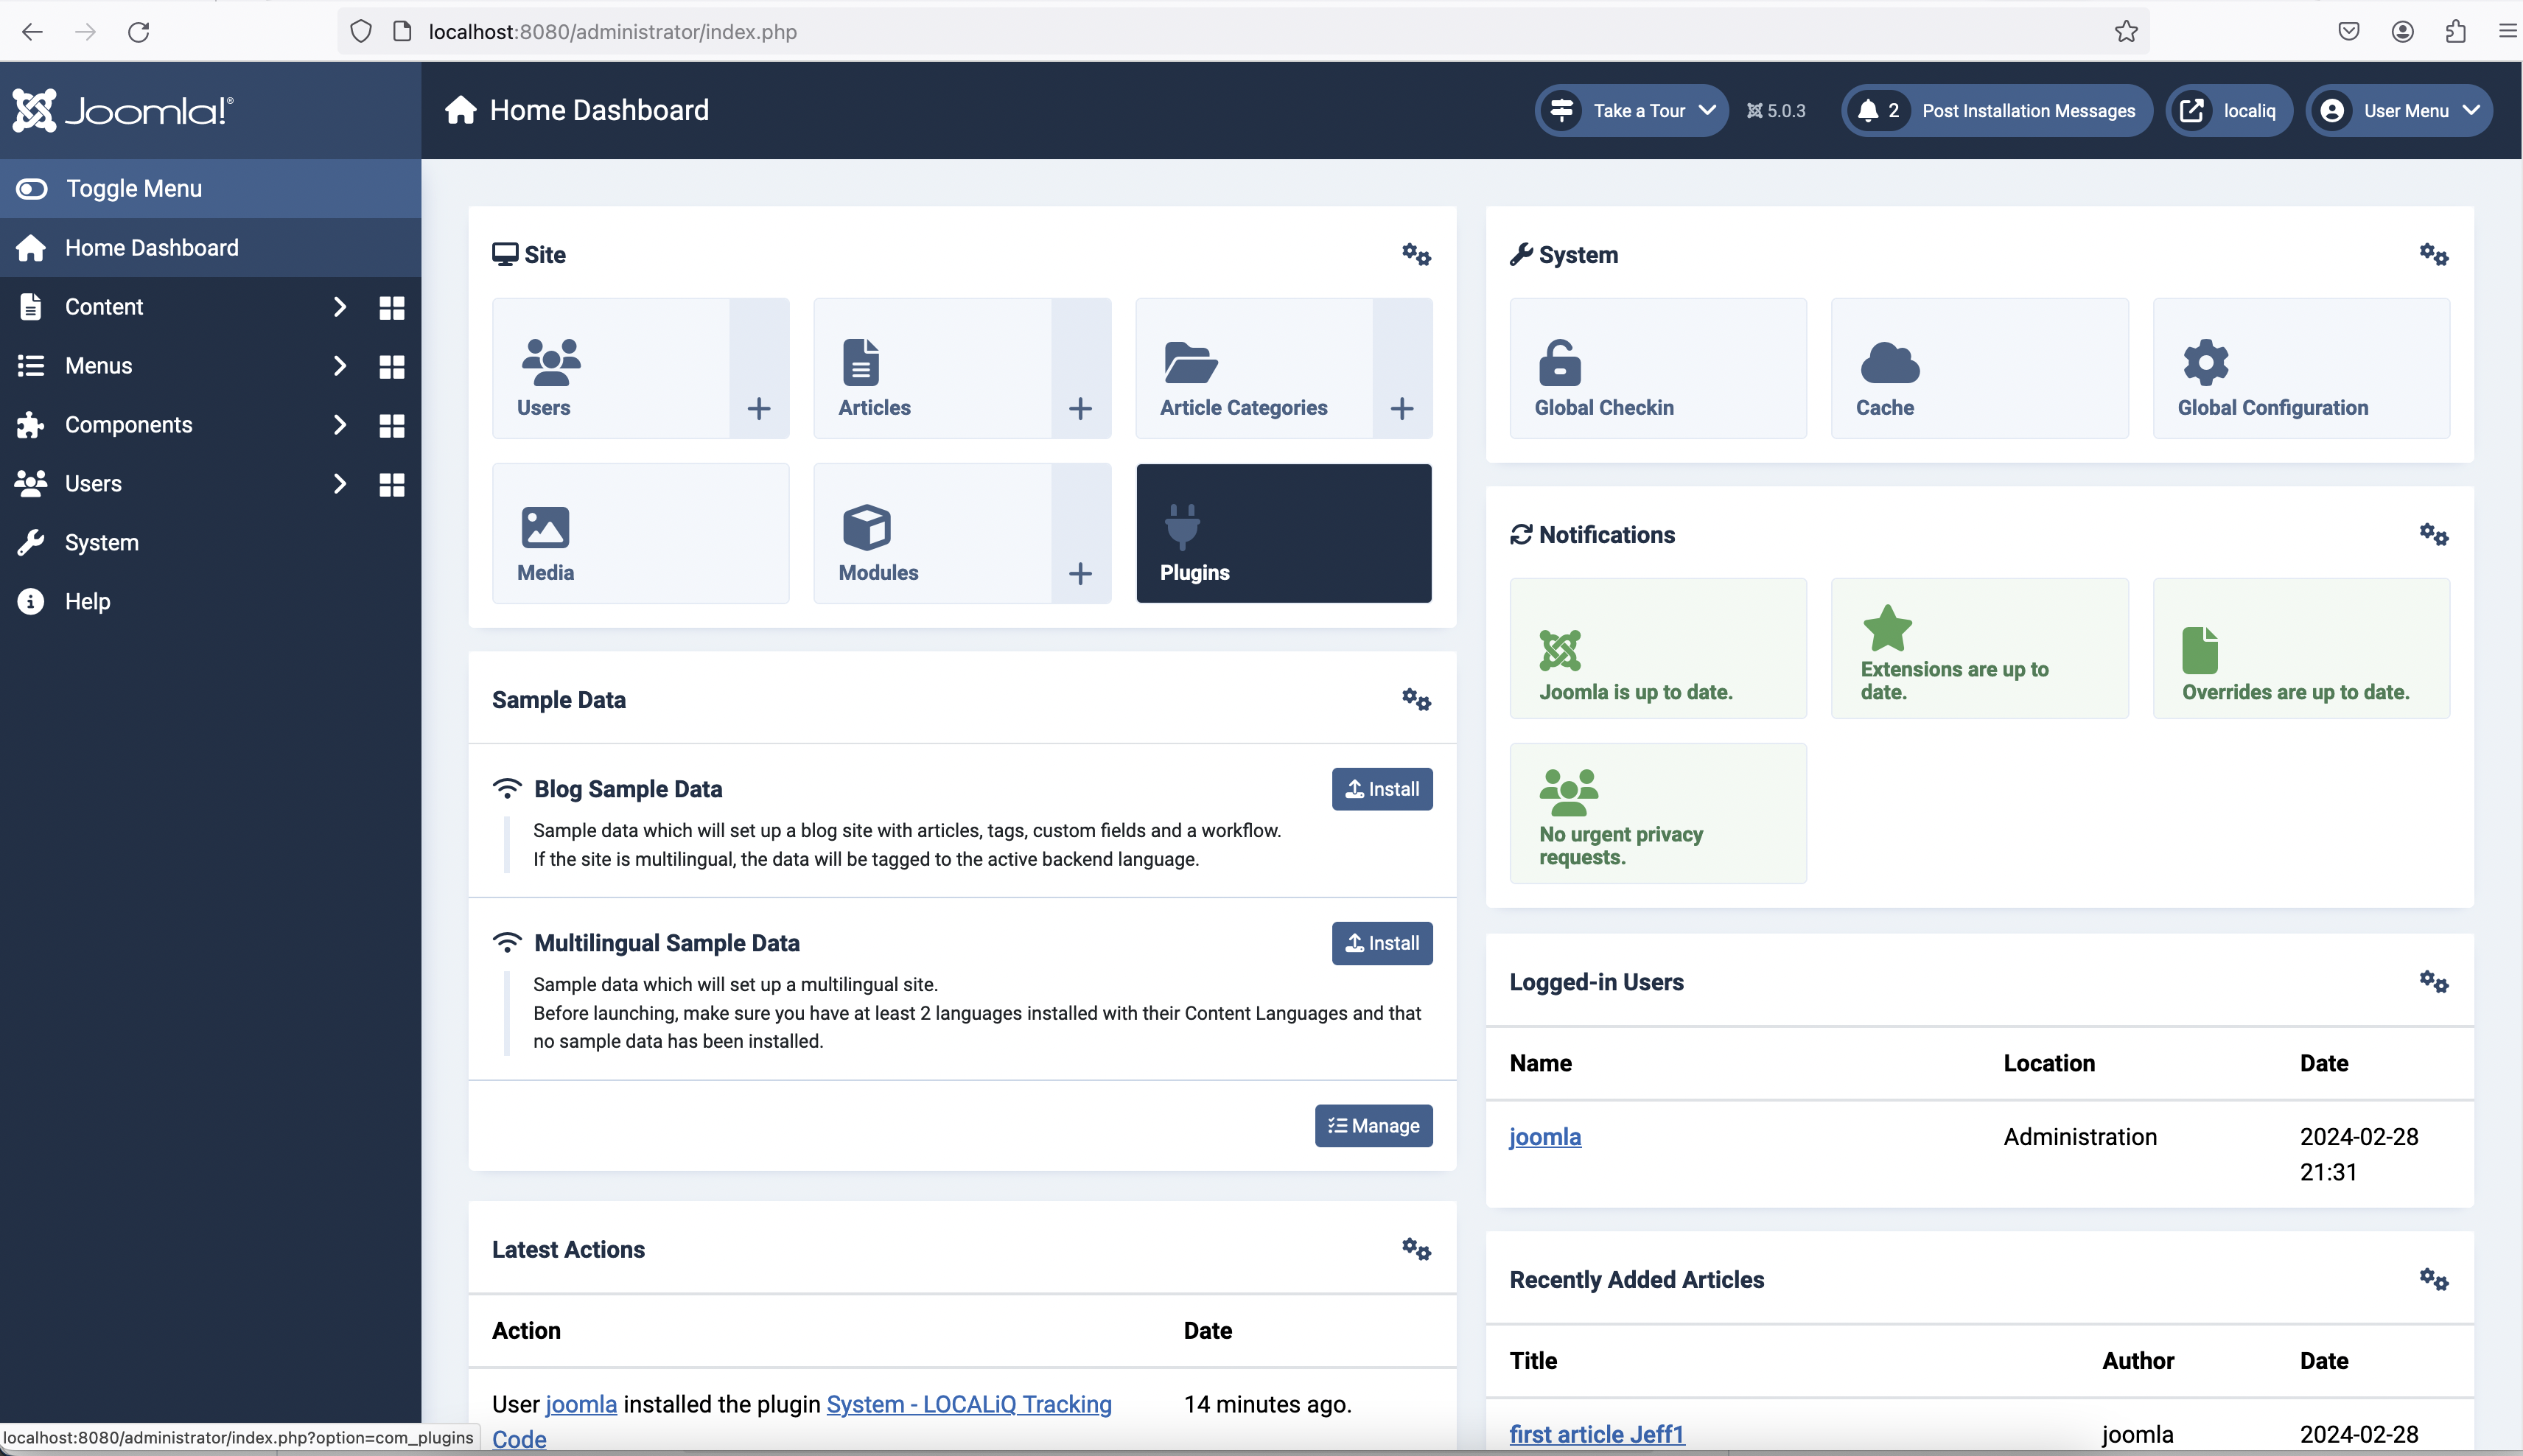 localhost:8080/administrator/index.php
Joomla!®
Home Dashboard
Take a Tour
5.0.3
2
Post Installation Messages
localiq
User Menu
Toggle Menu
Home Dashboard
Content
Menus
Components
Users
System
Help
Site
Users
Articles
Article Categories
Media
Modules
Plugins
Sample Data
Blog Sample Data
Install
Sample data which will set up a blog site with articles, tags, custom fields and a workflow.
If the site is multilingual, the data will be tagged to the active backend language.
Multilingual Sample Data
Install
Sample data which will set up a multilingual site.
Before launching, make sure you have at least 2 languages installed with their Content Languages and that
no sample data has been installed.
Manage
Latest Actions
Action Date
User joomla installed the plugin System - LOCALiQ Tracking 14 minutes ago.
Code
System
Global Checkin
Cache
Global Configuration
Notifications
Joomla is up to date.
Extensions are up to
date.
Overrides are up to date.
No urgent privacy
requests.
Logged-in Users
Name Location Date
joomla Administration 2024-02-28
21:31
Recently Added Articles
Title Author Date
first article Jeff1 joomla 2024-02-28
localhost:8080/administrator/index.php?option=com_plugins